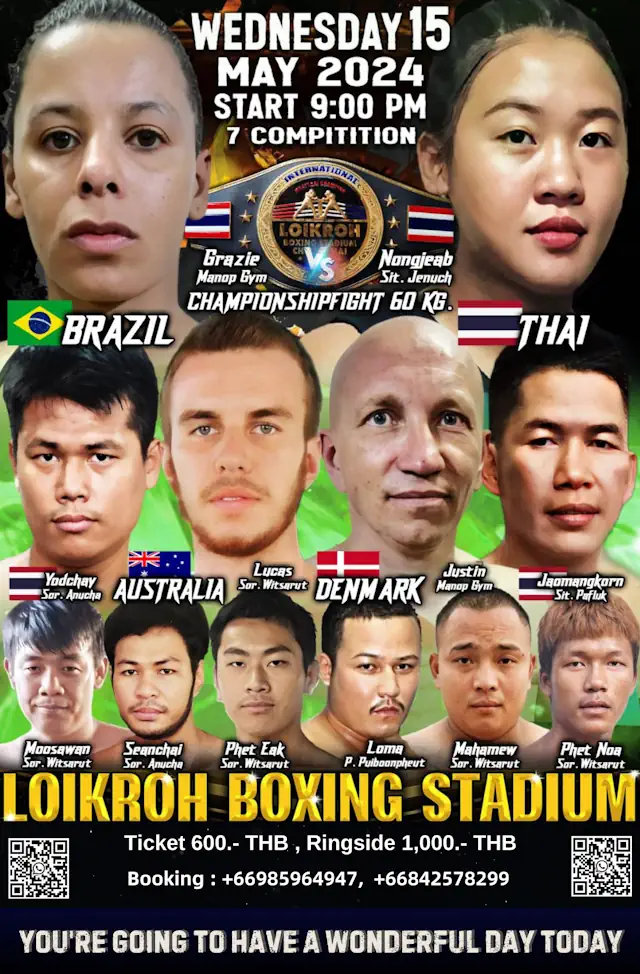 WEDNESDAY 15
MAY 2024
START 9:00 PM
7 COMPITITION
INTERNATIONAL
LOIKROH
BOXING STADIUM
VS
Grazie
Manop Gym
Nongjeab
Sit. Jenuch
CHAMPIONSHIPFIGHT 60 KG.
BRAZIL
THAI
Yodchay
Sor. Anucha
AUSTRALIA
Lucas
Sor. Witsarut
DENMARK
Justin
Manop Gym
Jaomangkorn
Sit. Pafluk
Moosawan
Sor. Witsarut
Seanchai
Sor. Anucha
Phet Eak
Sor. Witsarut
Loma
P. Puiboonpheut
Mahamew
Sor. Witsarut
Phet Noa
Sor. Witsarut
LOIKROH BOXING STADIUM
Ticket 600.- THB , Ringside 1,000.- THB
Booking : +66985964947, +66842578299
YOU'RE GOING TO HAVE A WONDERFUL DAY TODAY